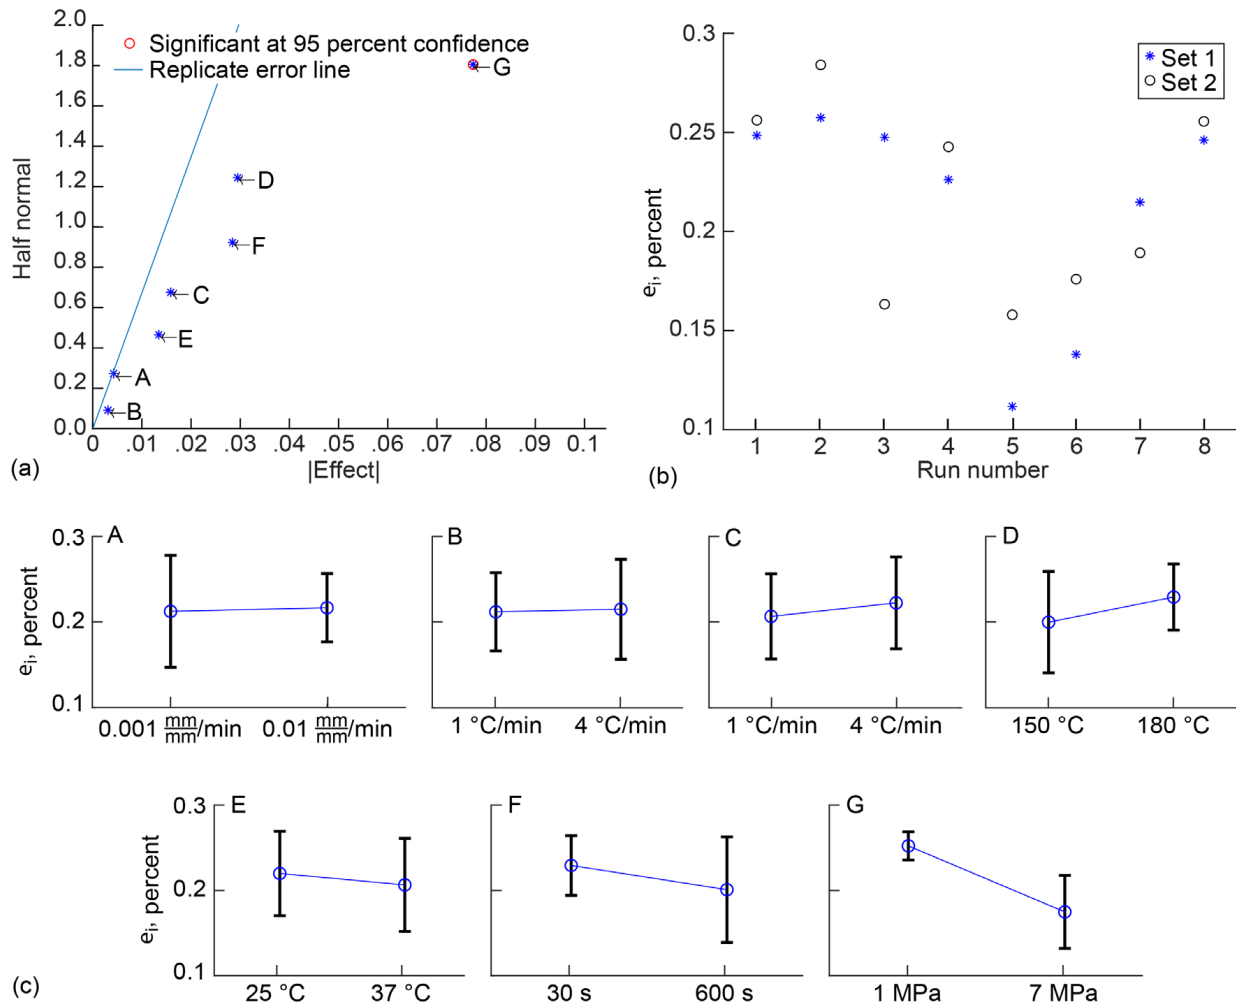 2.0
1.8
1.6
1.4
1.2
1.0
0.8
0.6
0.4
0.2
0.0
Half normal
Significant at 95 percent confidence
Replicate error line
G
D
F
C
E
A
B
0 .01 .02 .03 .04 .05 .06 .07 .08 .09 0.1
|Effect|
(a)
0.3
0.25
0.2
0.15
0.1
eᵢ, percent
Set 1
Set 2
1 2 3 4 5 6 7 8
Run number
(b)
0.3
0.2
0.1
eᵢ, percent
A
0.001 mm/mm/min 0.01 mm/mm/min
B
1 °C/min 4 °C/min
C
1 °C/min 4 °C/min
D
150 °C 180 °C
0.3
0.2
0.1
eᵢ, percent
E
25 °C 37 °C
F
30 s 600 s
G
1 MPa 7 MPa
(c)